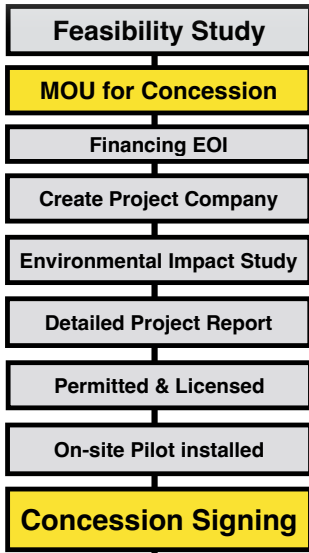 Feasibility Study
MOU for Concession
Financing EOI
Create Project Company
Environmental Impact Study
Detailed Project Report
Permitted & Licensed
On-site Pilot installed
Concession Signing